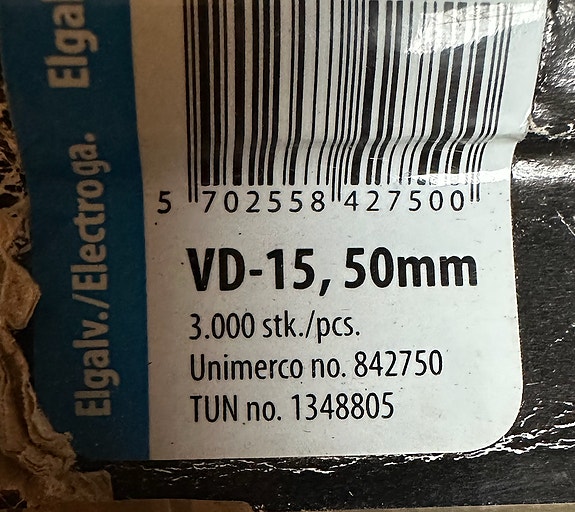 Elgalv./Electroga.
5 702558 427500
VD-15, 50mm
3.000 stk./pcs.
Unimerco no. 842750
TUN no. 1348805